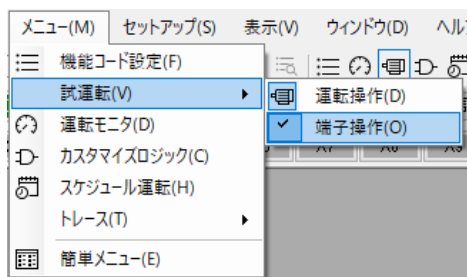 メニュー(M) セットアップ(S) 表示(V) ウィンドウ(D)
機能コード設定(F)
試運転(V)
運転操作(D)
運転モニタ(D)
端子操作(O)
カスタマイズロジック(C)
スケジュール運転(H)
トレース(T)
簡単メニュー(E)